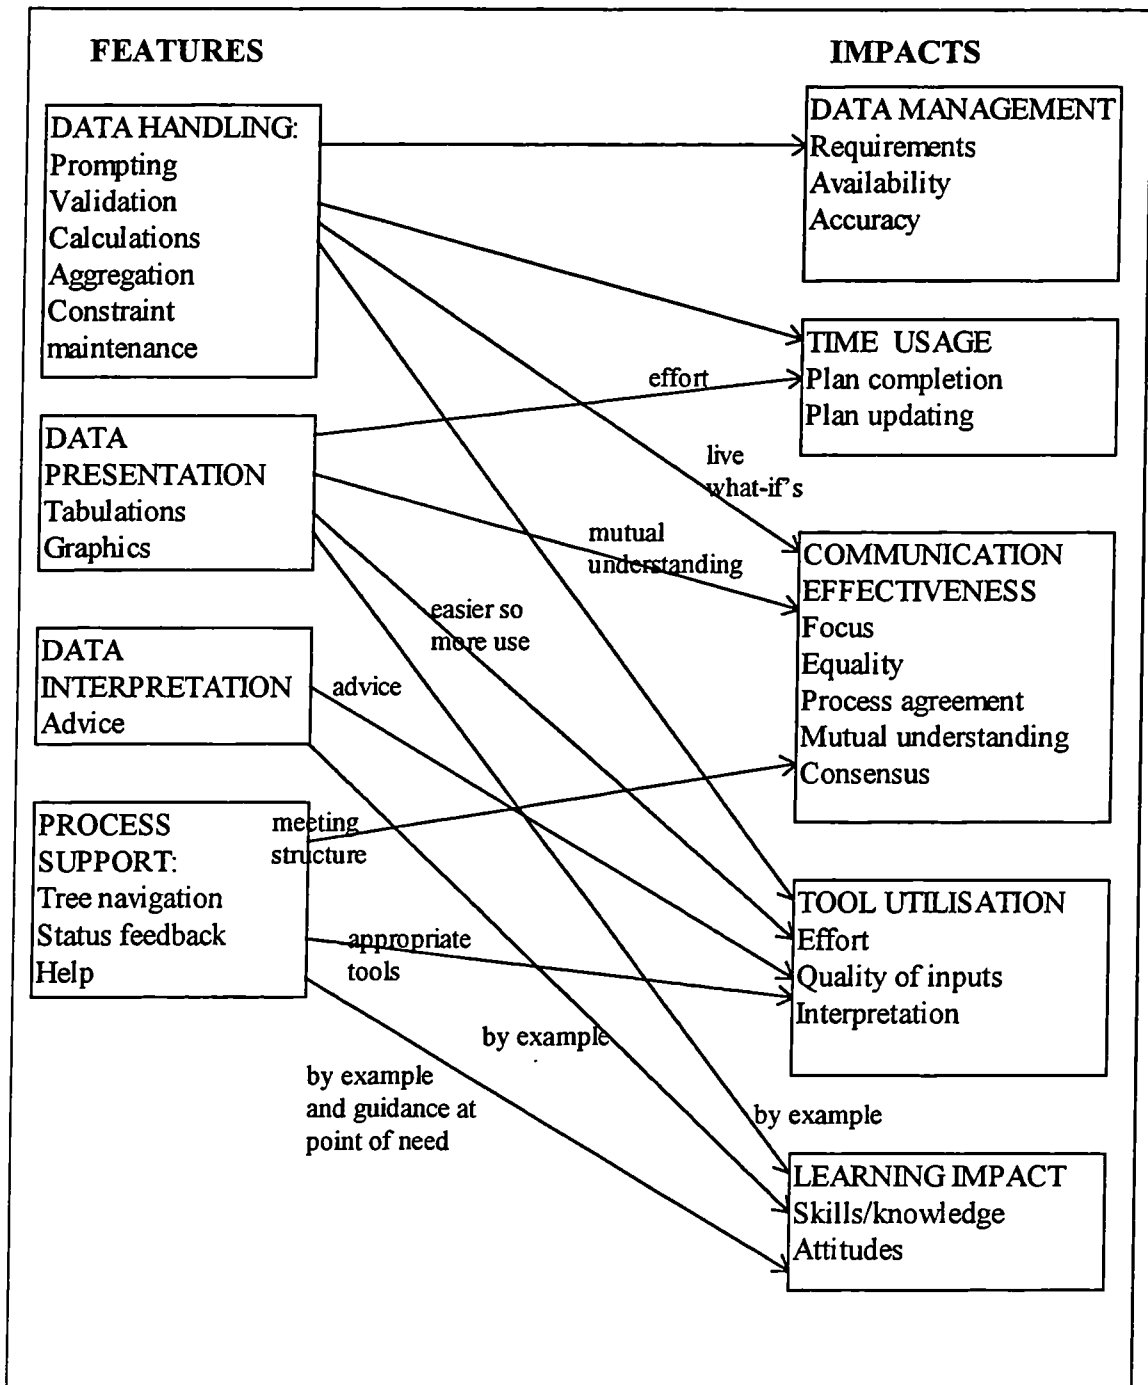 FEATURES
DATA HANDLING:
Prompting
Validation
Calculations
Aggregation
Constraint
maintenance
DATA
PRESENTATION
Tabulations
Graphics
DATA
INTERPRETATION
Advice
PROCESS
SUPPORT:
Tree navigation
Status feedback
Help
effort
live
what-if's
mutual
understanding
easier so
more use
advice
meeting
structure
appropriate
tools
by example
by example
and guidance at
point of need
by example
IMPACTS
DATA MANAGEMENT
Requirements
Availability
Accuracy
TIME USAGE
Plan completion
Plan updating
COMMUNICATION
EFFECTIVENESS
Focus
Equality
Process agreement
Mutual understanding
Consensus
TOOL UTILISATION
Effort
Quality of inputs
Interpretation
LEARNING IMPACT
Skills/knowledge
Attitudes